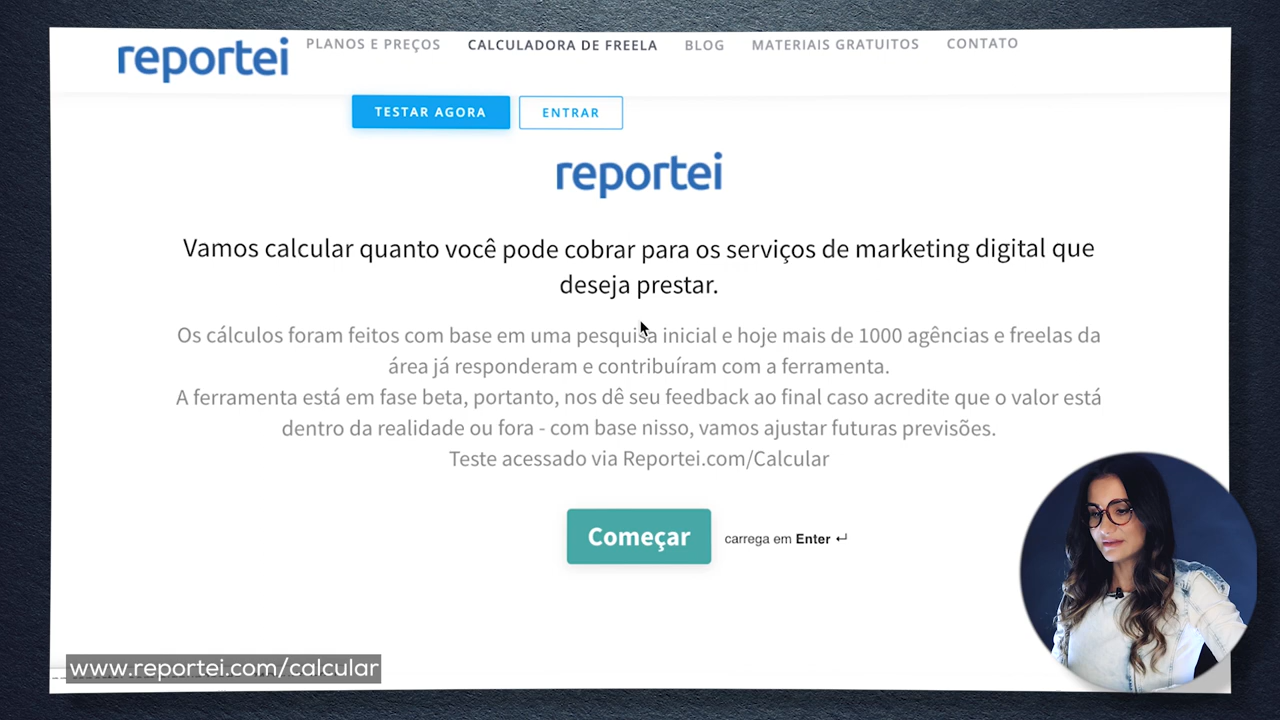 reportei
PLANOS E PREÇOS
CALCULADORA DE FREELA
BLOG
MATERIAIS GRATUITOS
CONTATO
TESTAR AGORA
ENTRAR
reportei
Vamos calcular quanto você pode cobrar para os serviços de marketing digital que
deseja prestar.
Os cálculos foram feitos com base em uma pesquisa inicial e hoje mais de 1000 agências e freelas da
área já responderam e contribuíram com a ferramenta.
A ferramenta está em fase beta, portanto, nos dê seu feedback ao final caso acredite que o valor está
dentro da realidade ou fora - com base nisso, vamos ajustar futuras previsões.
Teste acessado via Reportei.com/Calcular
Começar
carrega em Enter ↵
www.reportei.com/calcular